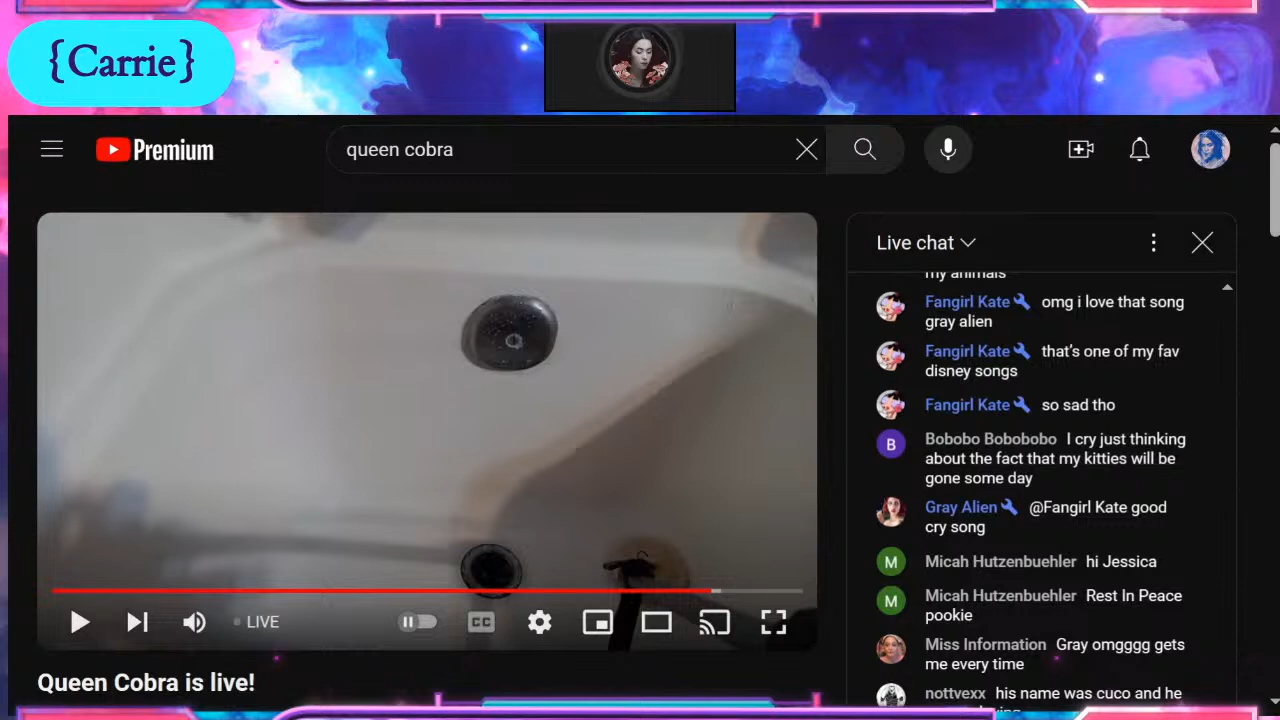 {Carrie}
Premium
queen cobra
Live chat
my animals
Fangirl Kate omg i love that song
gray alien
Fangirl Kate that's one of my fav
disney songs
Fangirl Kate so sad tho
B Bobobo Bobobobo I cry just thinking
about the fact that my kitties will be
gone some day
Gray Alien @Fangirl Kate good
cry song
M Micah Hutzenbuehler hi Jessica
M Micah Hutzenbuehler Rest In Peace
pookie
Miss Information Gray omgggg gets
me every time
nottvexx his name was cuco and he
LIVE
CC
Queen Cobra is live!